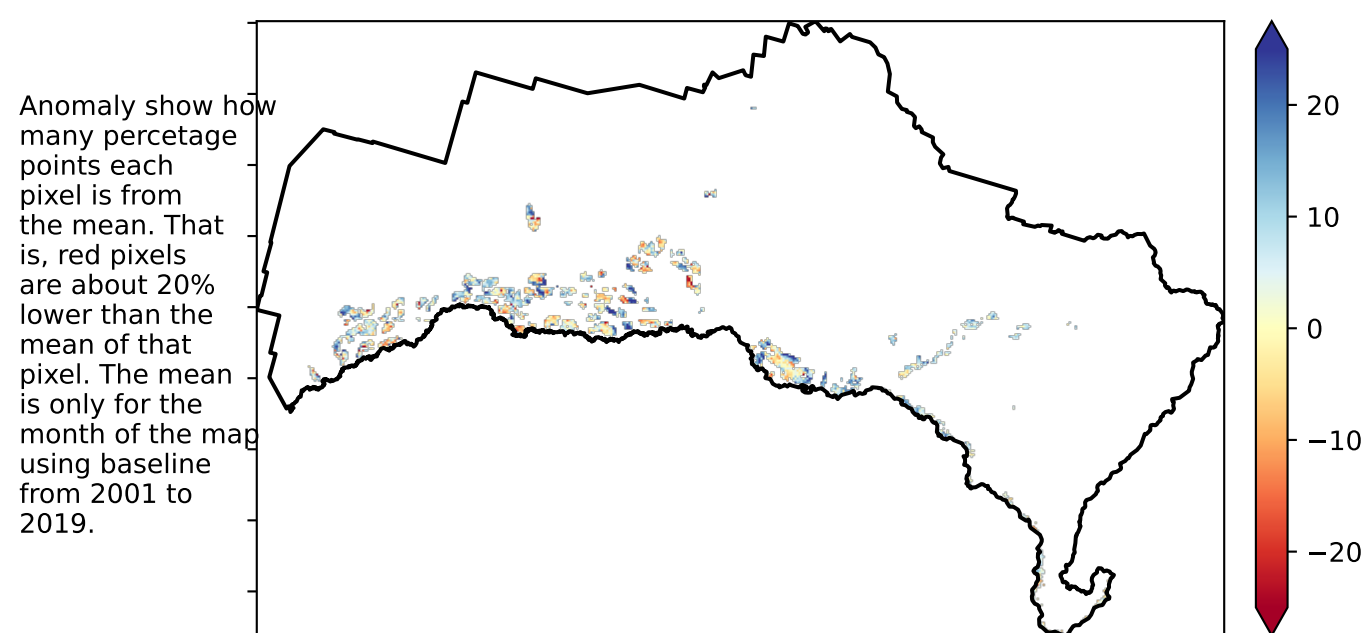 Anomaly show how
many percetage
points each
pixel is from
the mean. That
is, red pixels
are about 20%
lower than the
mean of that
pixel. The mean
is only for the
month of the map
using baseline
from 2001 to
2019.
20
10
0
−10
−20